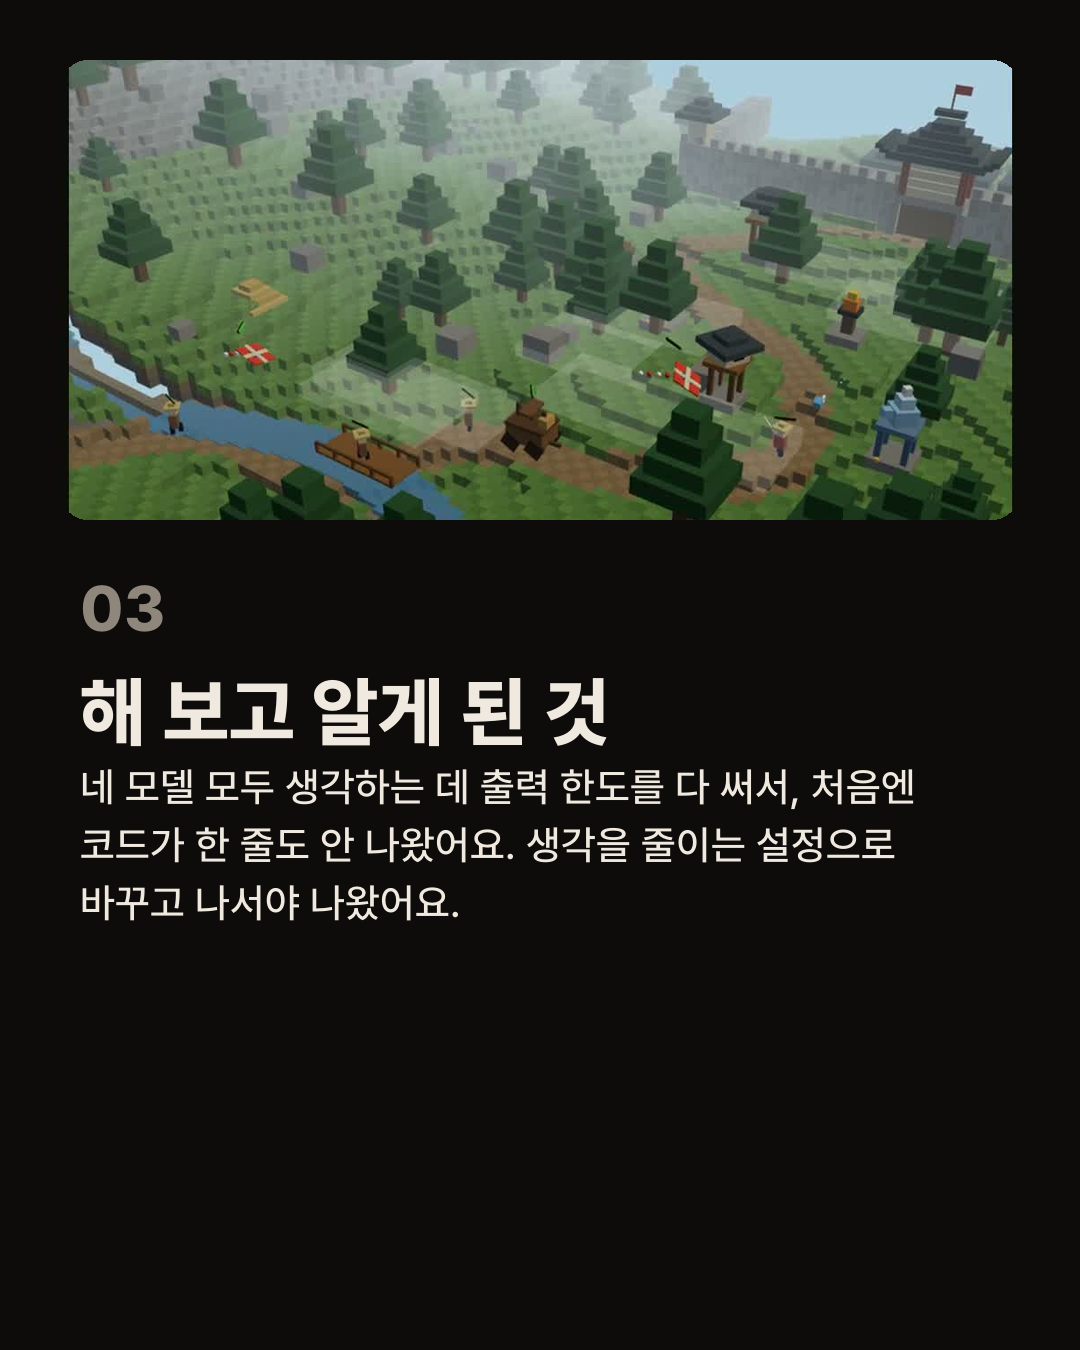 03
해 보고 알게 된 것
네 모델 모두 생각하는 데 출력 한도를 다 써서, 처음엔
코드가 한 줄도 안 나왔어요. 생각을 줄이는 설정으로
바꾸고 나서야 나왔어요.